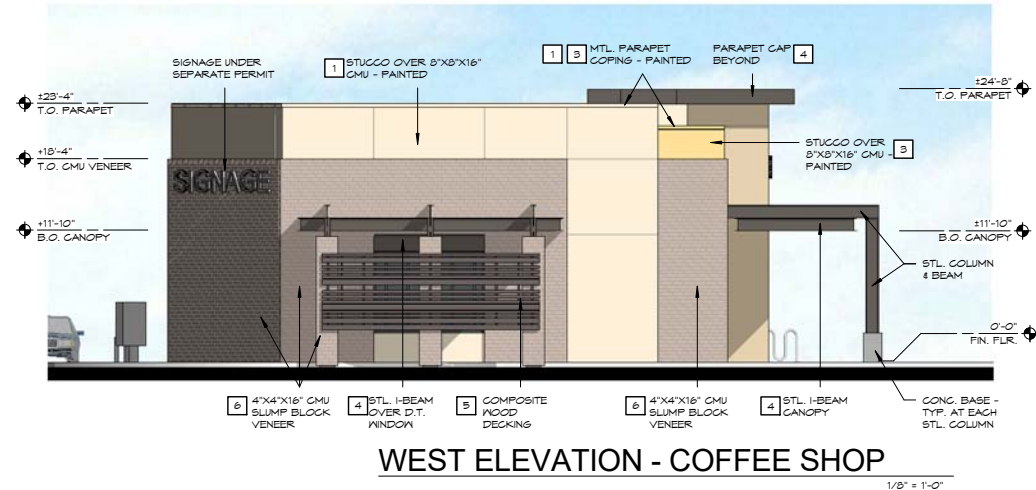 SIGNAGE UNDER
SEPARATE PERMIT
1 STUCCO OVER 8"X8"X16"
CMU - PAINTED
1 3 MTL. PARAPET
COPING - PAINTED
PARAPET CAP 4
BEYOND
±23'-4"
T.O. PARAPET
±24'-8"
T.O. PARAPET
±18'-4"
T.O. CMU VENEER
STUCCO OVER
8"X8"X16" CMU - 3
PAINTED
SIGNAGE
±11'-10"
B.O. CANOPY
±11'-10"
B.O. CANOPY
STL. COLUMN
& BEAM
0'-0"
FIN. FLR.
6 4"X4"X16" CMU
SLUMP BLOCK
VENEER
4 STL. I-BEAM
OVER D.T.
WINDOW
5 COMPOSITE
WOOD
DECKING
6 4"X4"X16" CMU
SLUMP BLOCK
VENEER
4 STL. I-BEAM
CANOPY
CONC. BASE -
TYP. AT EACH
STL. COLUMN
WEST ELEVATION - COFFEE SHOP
1/8" = 1'-0"